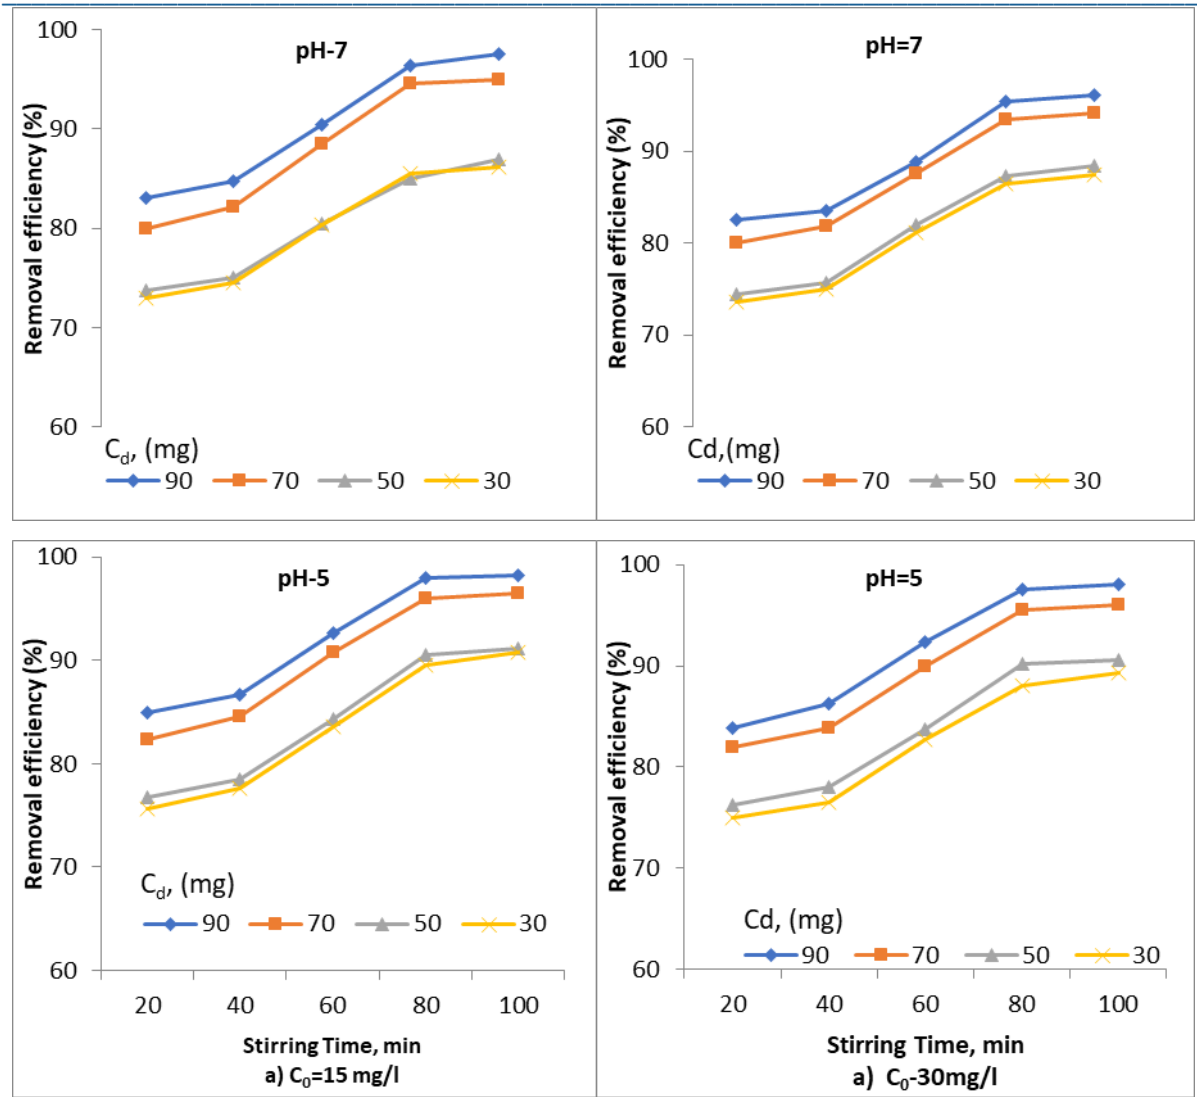 pH-7
100
90
80
70
60
Removal efficiency (%)
Cd, (mg)
90 70 50 30
pH=7
100
90
80
70
60
Removal efficiency (%)
Cd,(mg)
90 70 50 30
pH-5
100
90
80
70
60
Removal efficiency (%)
Cd, (mg)
90 70 50 30
20 40 60 80 100
Stirring Time, min
a) C0=15 mg/l
pH=5
100
90
80
70
60
Removal efficiency (%)
Cd, (mg)
90 70 50 30
20 40 60 80 100
Stirring Time, min
a) C0-30mg/l